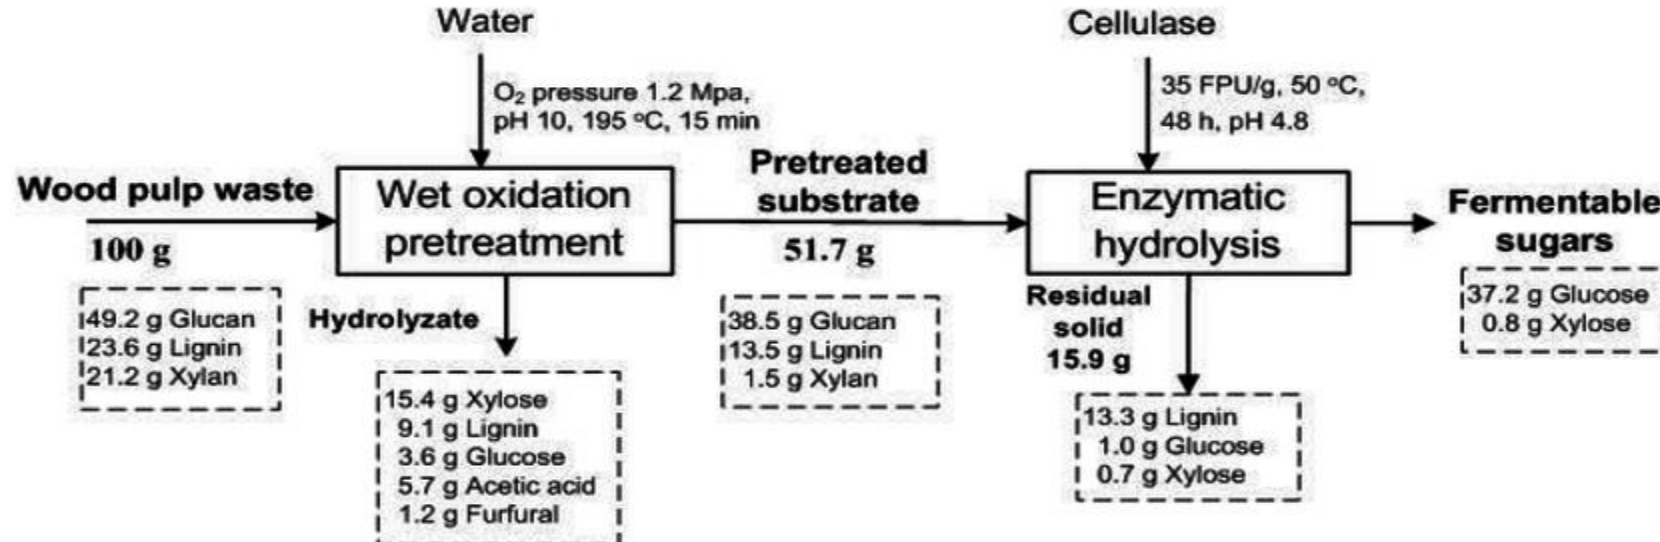 Water
O₂ pressure 1.2 Mpa,
pH 10, 195 ºC, 15 min
Wood pulp waste
100 g
49.2 g Glucan
23.6 g Lignin
21.2 g Xylan
Wet oxidation
pretreatment
Hydrolyzate
15.4 g Xylose
9.1 g Lignin
3.6 g Glucose
5.7 g Acetic acid
1.2 g Furfural
Pretreated
substrate
51.7 g
38.5 g Glucan
13.5 g Lignin
1.5 g Xylan
Cellulase
35 FPU/g, 50 ºC,
48 h, pH 4.8
Enzymatic
hydrolysis
Residual
solid
15.9 g
13.3 g Lignin
1.0 g Glucose
0.7 g Xylose
Fermentable
sugars
37.2 g Glucose
0.8 g Xylose